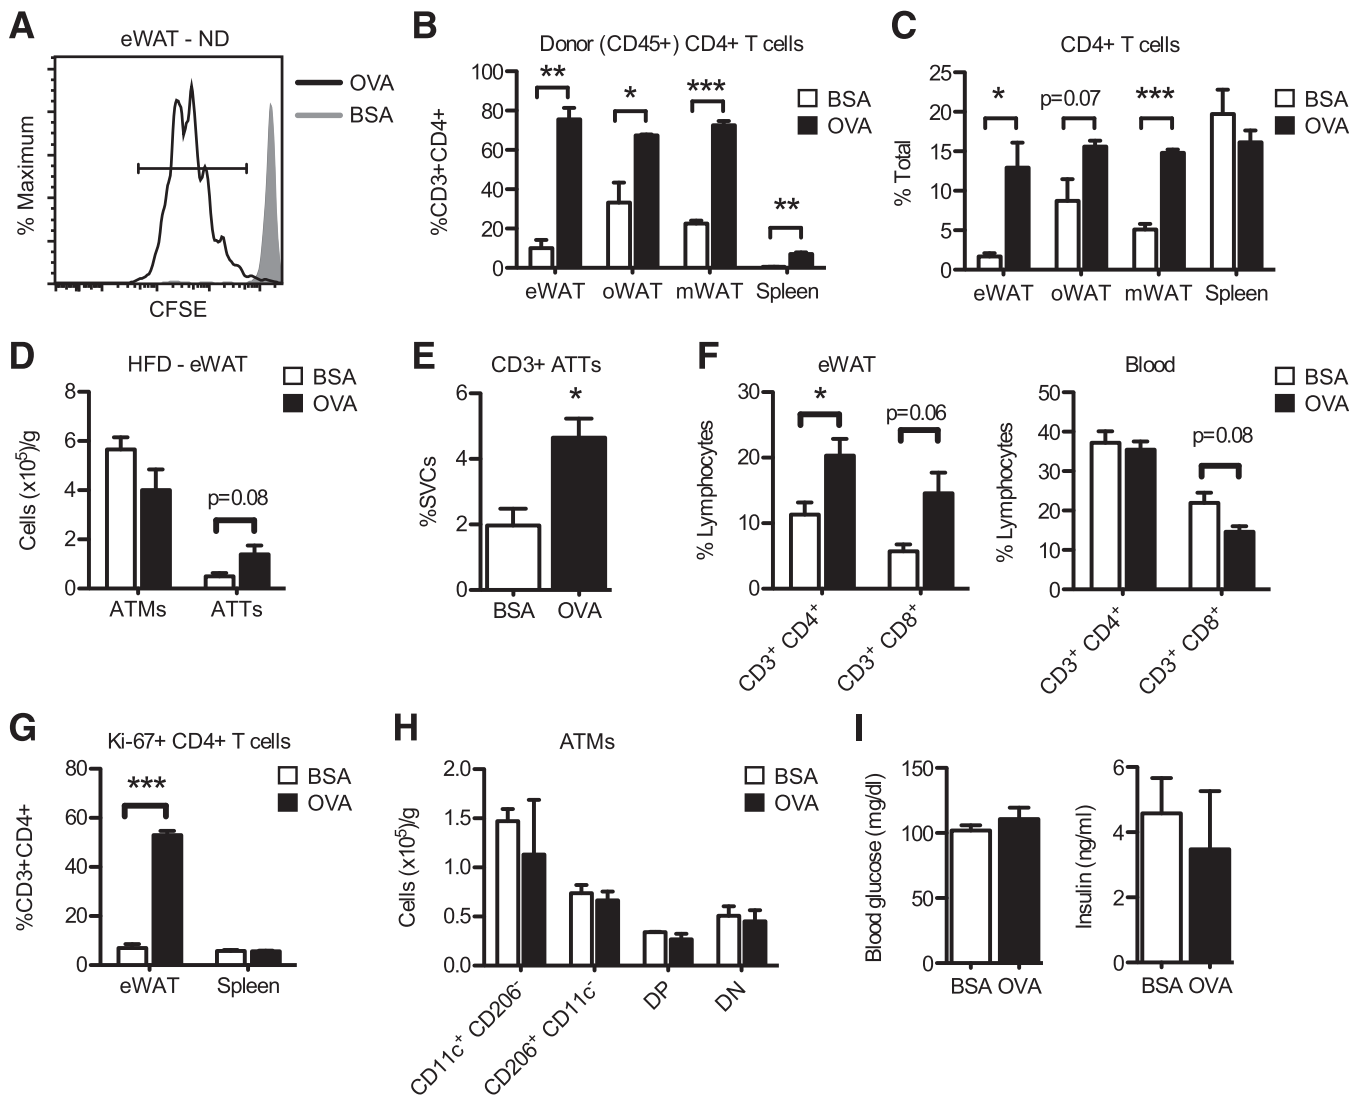 A
eWAT - ND
OVA
BSA
% Maximum
CFSE
B
Donor (CD45+) CD4+ T cells
**
*
***
**
BSA
OVA
%CD3+CD4+
100
80
60
40
20
0
eWAT oWAT mWAT Spleen
C
CD4+ T cells
*
p=0.07
***
BSA
OVA
% Total
25
20
15
10
5
0
eWAT oWAT mWAT Spleen
D
HFD - eWAT
BSA
OVA
Cells (x10⁵)/g
8
6
4
2
0
p=0.08
ATMs ATTs
E
CD3+ ATTs
*
%SVCs
6
4
2
0
BSA OVA
F
eWAT
*
p=0.06
% Lymphocytes
30
20
10
0
CD3⁺ CD4⁺
CD3⁺ CD8⁺
Blood
BSA
OVA
p=0.08
% Lymphocytes
50
40
30
20
10
0
CD3⁺ CD4⁺
CD3⁺ CD8⁺
G
Ki-67+ CD4+ T cells
***
BSA
OVA
%CD3+CD4+
80
60
40
20
0
eWAT Spleen
H
ATMs
BSA
OVA
Cells (x10⁵)/g
2.0
1.5
1.0
0.5
0.0
CD11c⁺ CD206⁻
CD206⁺ CD11c⁻
DP
DN
I
Blood glucose (mg/dl)
150
100
50
0
BSA OVA
Insulin (ng/ml)
6
4
2
0
BSA OVA